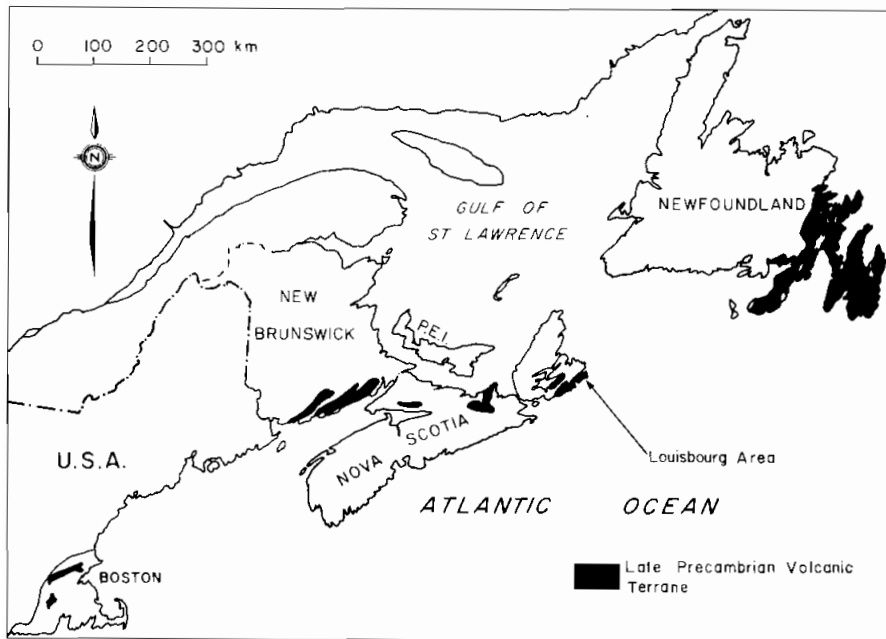 0 100 200 300 km
N
GULF OF
ST LAWRENCE
NEWFOUNDLAND
NEW
BRUNSWICK
P.E.I.
U.S.A.
NOVA SCOTIA
Louisbourg Area
ATLANTIC OCEAN
BOSTON
Late Precambrian Volcanic
Terrane